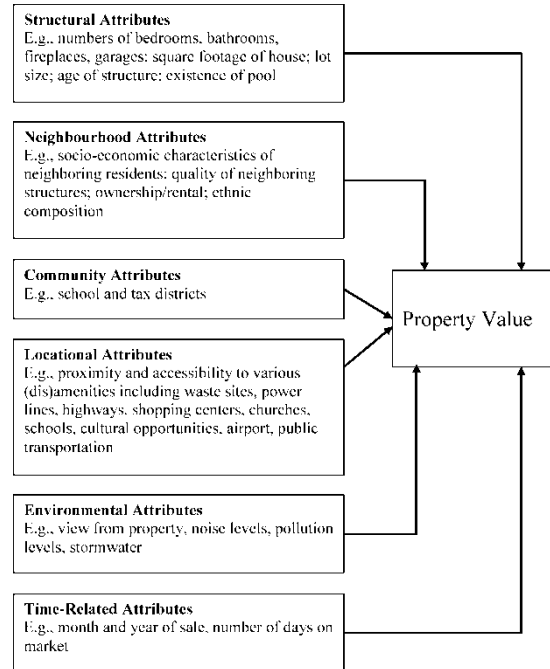 Structural Attributes
E.g., numbers of bedrooms, bathrooms,
fireplaces, garages; square footage of house; lot
size; age of structure; existence of pool
Neighbourhood Attributes
E.g., socio-economic characteristics of
neighboring residents; quality of neighboring
structures; ownership/rental; ethnic
composition
Community Attributes
E.g., school and tax districts
Property Value
Locational Attributes
E.g., proximity and accessibility to various
(dis)amenities including waste sites, power
lines, highways, shopping centers, churches,
schools, cultural opportunities, airport, public
transportation
Environmental Attributes
E.g., view from property, noise levels, pollution
levels, stormwater
Time-Related Attributes
E.g., month and year of sale, number of days on
market